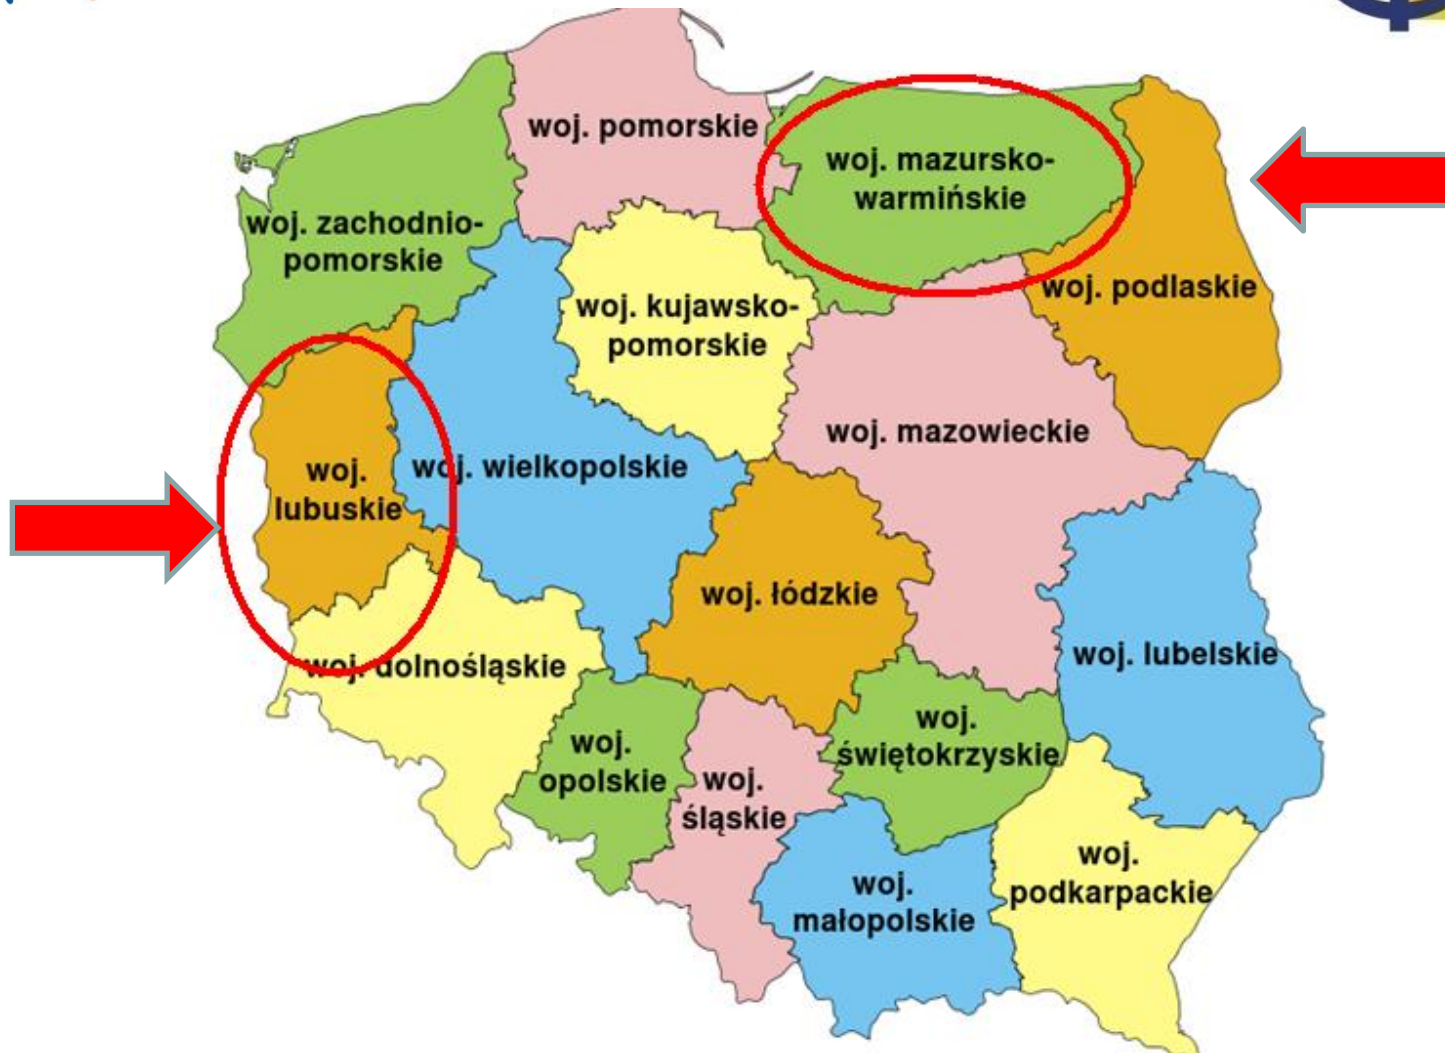 woj. pomorskie
woj. mazursko-
warmińskie
woj. zachodnio-
pomorskie
woj. podlaskie
woj. kujawsko-
pomorskie
woj. mazowieckie
woj.
lubuskie
woj. wielkopolskie
woj. łódzkie
woj. lubelskie
woj. dolnośląskie
woj.
świętokrzyskie
woj.
opolskie
woj.
śląskie
woj.
podkarpackie
woj.
małopolskie